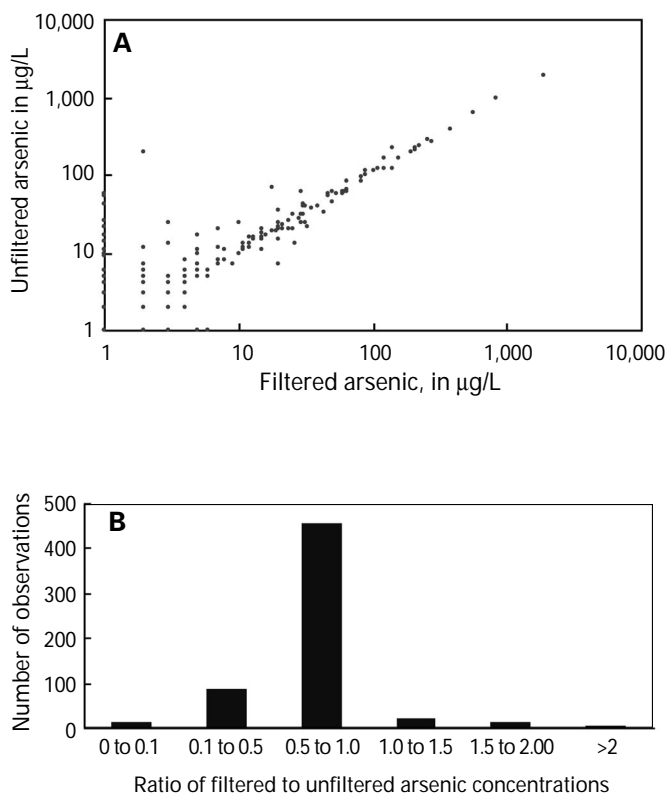 10,000
A
1,000
100
10
1
Unfiltered arsenic in µg/L
1 10 100 1,000 10,000
Filtered arsenic, in µg/L
500
B
400
300
200
100
0
Number of observations
0 to 0.1 0.1 to 0.5 0.5 to 1.0 1.0 to 1.5 1.5 to 2.00 >2
Ratio of filtered to unfiltered arsenic concentrations